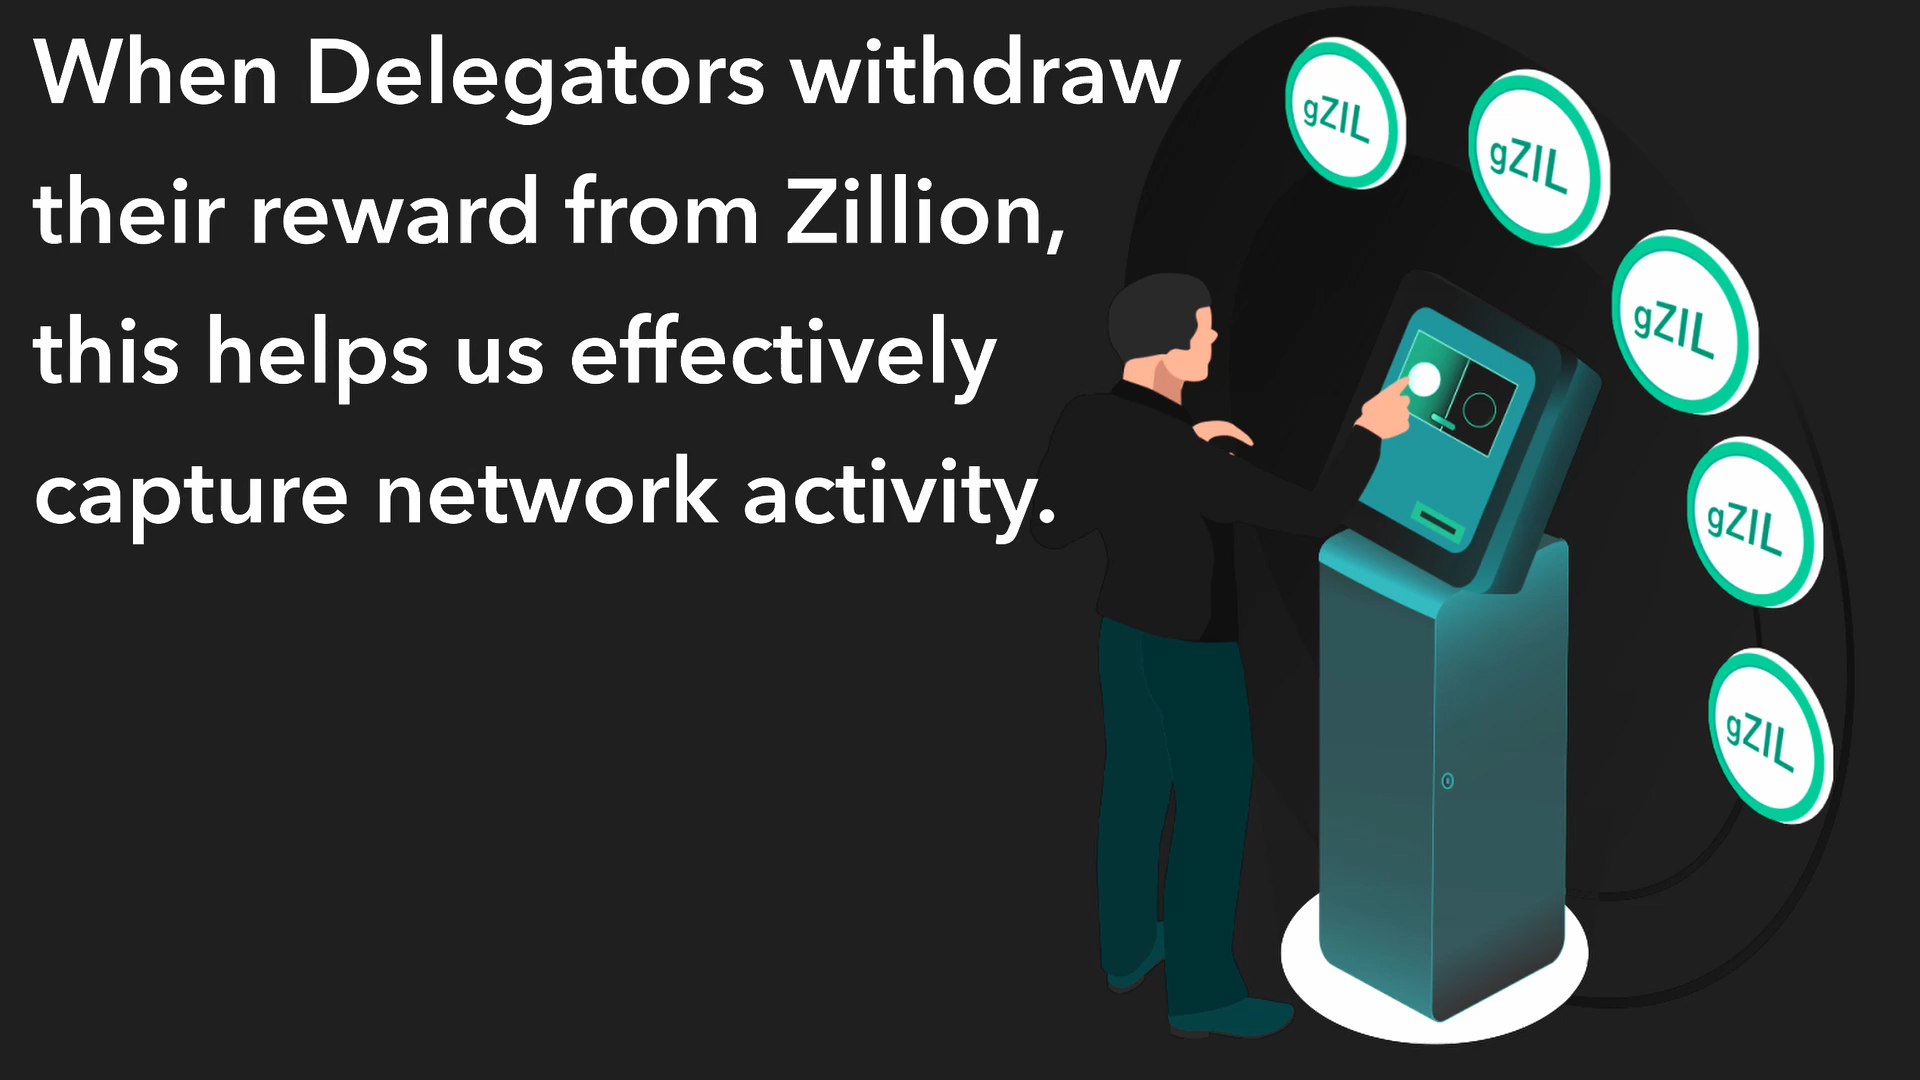 When Delegators withdraw
their reward from Zillion,
this helps us effectively
capture network activity.
gZIL
gZIL
gZIL
gZIL
gZIL